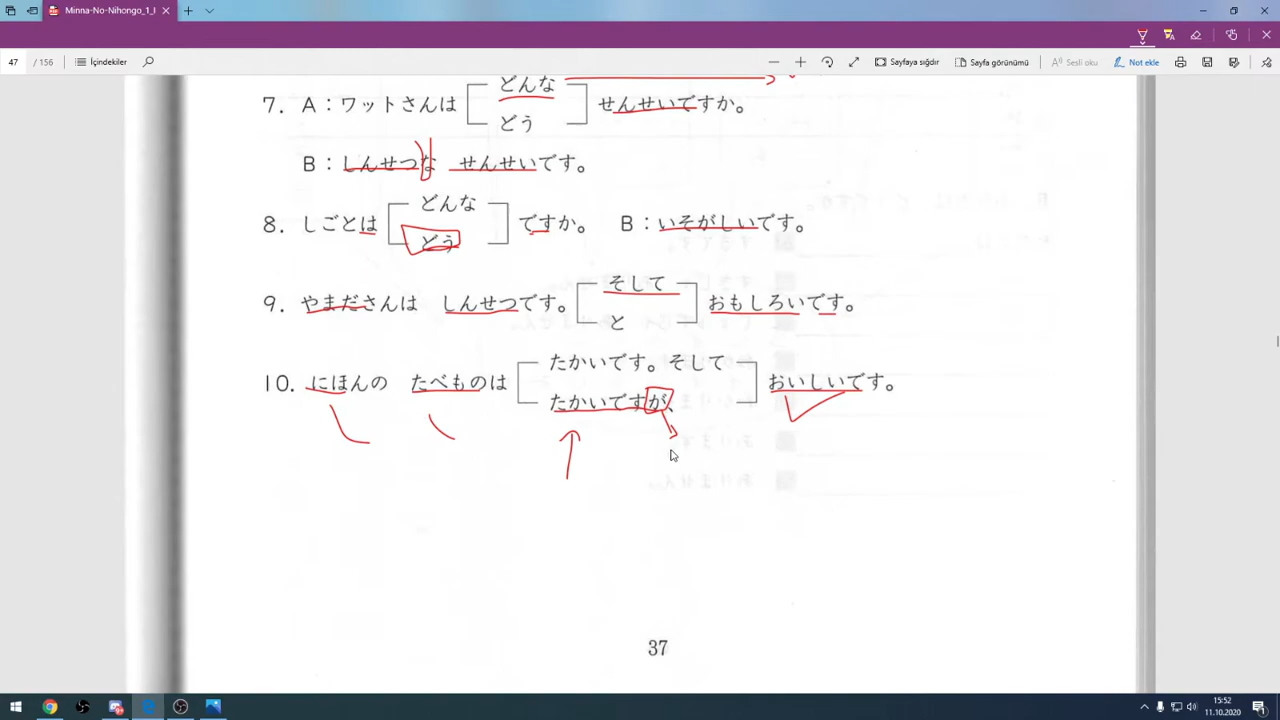 Minna-No-Nihongo_1_I
47 / 156 İçindekiler Sayfaya sığdır Sayfa görünümü Sesli oku Not ekle
どんな
7. A：ワットさんは せんせいですか。
どう
B：しんせつな せんせいです。
どんな
8. しごとは ですか。 B：いそがしいです。
どう
そして
9. やまださんは しんせつです。 おもしろいです。
と
たかいです。そして
10. にほんの たべものは おいしいです。
たかいですが、
37
15:52
11.10.2020